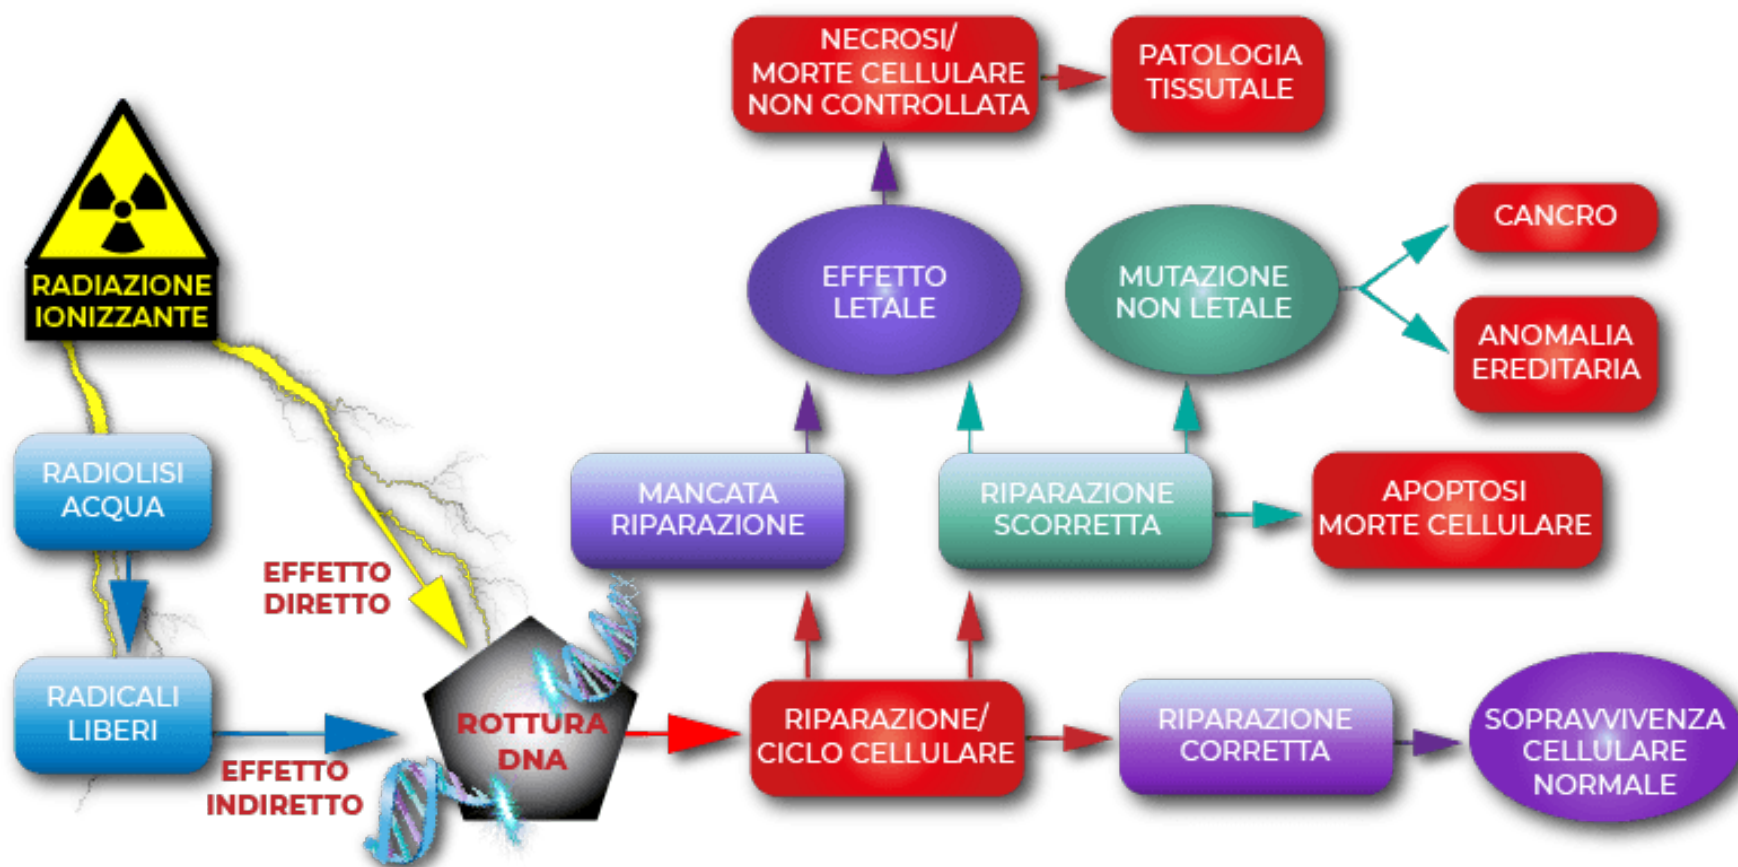 NECROSI/
MORTE CELLULARE
NON CONTROLLATA
PATOLOGIA
TISSUTALE
RADIAZIONE
IONIZZANTE
EFFETTO
LETALE
MUTAZIONE
NON LETALE
CANCRO
ANOMALIA
EREDITARIA
RADIOLISI
ACQUA
MANCATA
RIPARAZIONE
RIPARAZIONE
SCORRETTA
APOPTOSI
MORTE CELLULARE
EFFETTO
DIRETTO
RADICALI
LIBERI
EFFETTO
INDIRETTO
ROTTURA
DNA
RIPARAZIONE/
CICLO CELLULARE
RIPARAZIONE
CORRETTA
SOPRAVVIVENZA
CELLULARE
NORMALE